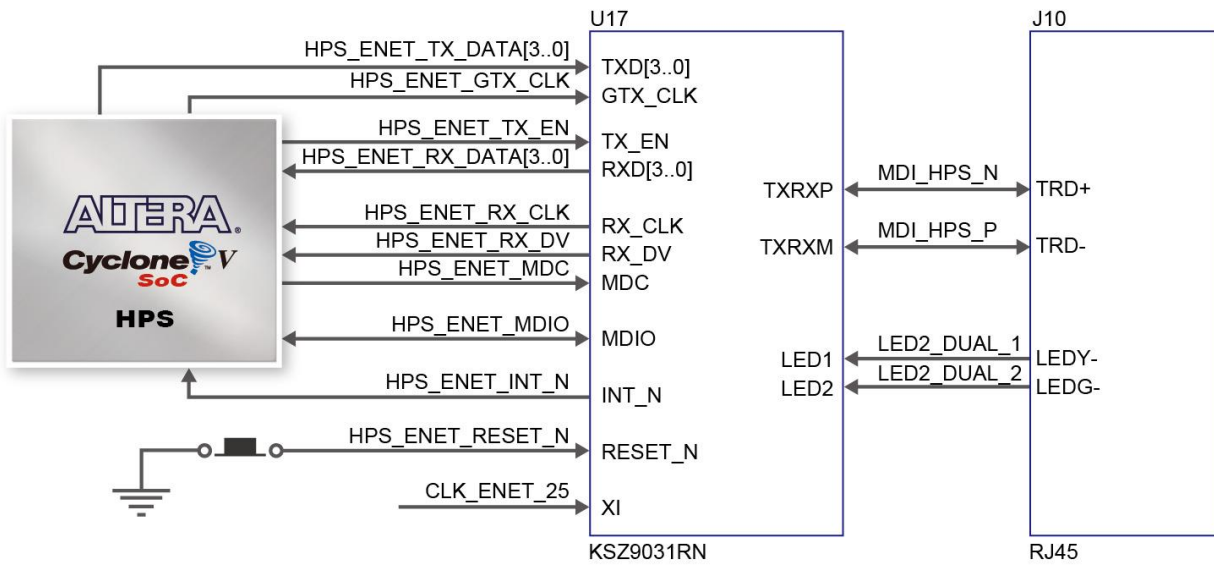 U17
J10
HPS_ENET_TX_DATA[3..0]
TXD[3..0]
HPS_ENET_GTX_CLK
GTX_CLK
HPS_ENET_TX_EN
TX_EN
HPS_ENET_RX_DATA[3..0]
RXD[3..0]
TXRXP
MDI_HPS_N
TRD+
ALTERA®
HPS_ENET_RX_CLK
RX_CLK
Cyclone™ V
SoC
HPS_ENET_RX_DV
RX_DV
TXRXM
MDI_HPS_P
TRD-
HPS_ENET_MDC
MDC
HPS
HPS_ENET_MDIO
MDIO
LED1
LED2_DUAL_1
LEDY-
HPS_ENET_INT_N
INT_N
LED2
LED2_DUAL_2
LEDG-
HPS_ENET_RESET_N
RESET_N
CLK_ENET_25
XI
KSZ9031RN
RJ45